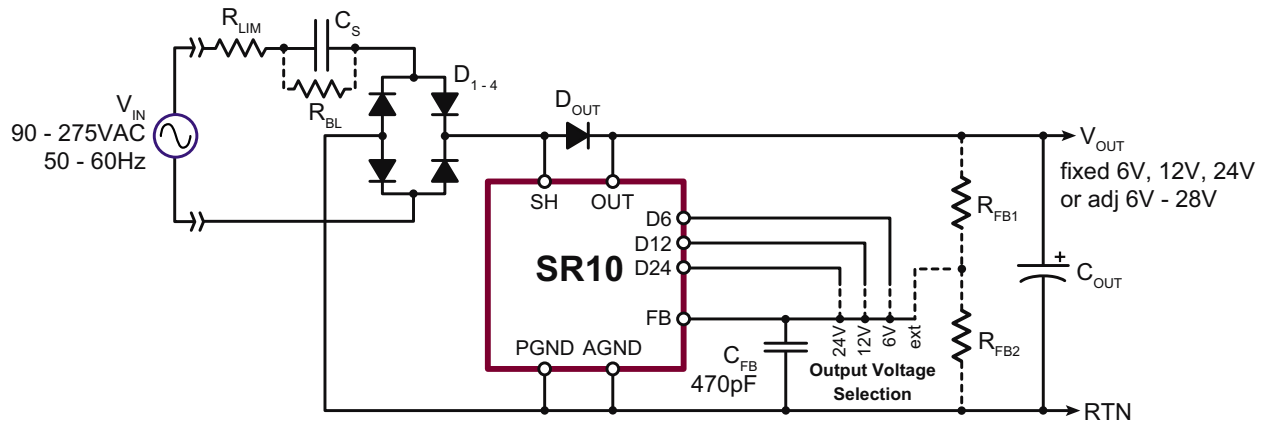 R_LIM
C_S
R_BL
D_1-4
V_IN
90 - 275VAC
50 - 60Hz
D_OUT
V_OUT
fixed 6V, 12V, 24V
or adj 6V - 28V
SH OUT
D6
D12
D24
SR10
FB
PGND AGND
C_FB
470pF
24V
12V
6V
ext
Output Voltage
Selection
R_FB1
R_FB2
+
C_OUT
RTN